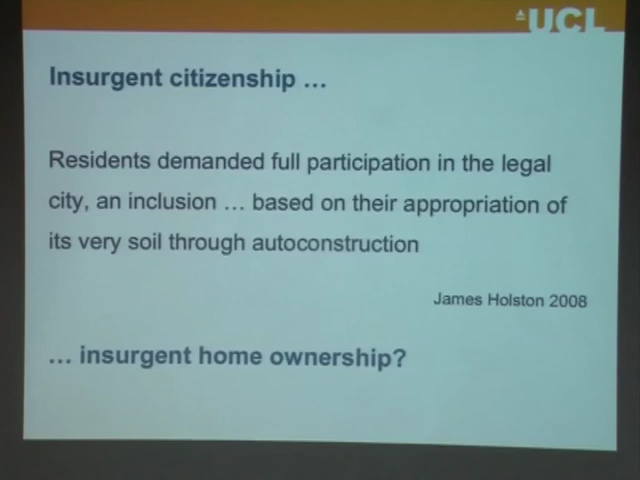 UCL
Insurgent citizenship ...
Residents demanded full participation in the legal
city, an inclusion ... based on their appropriation of
its very soil through autoconstruction
James Holston 2008
... insurgent home ownership?